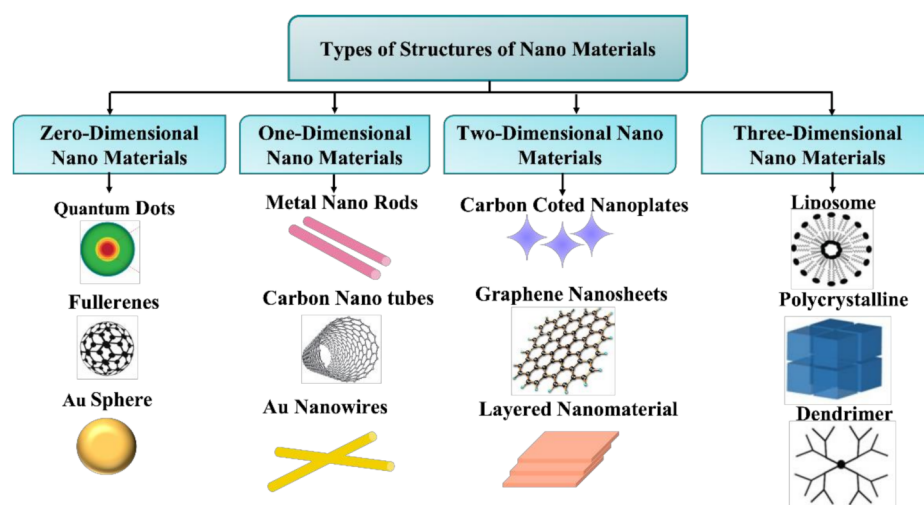 Types of Structures of Nano Materials
Zero-Dimensional
Nano Materials
One-Dimensional
Nano Materials
Two-Dimensional Nano
Materials
Three-Dimensional
Nano Materials
Quantum Dots
Fullerenes
Au Sphere
Metal Nano Rods
Carbon Nano tubes
Au Nanowires
Carbon Coted Nanoplates
Graphene Nanosheets
Layered Nanomaterial
Liposome
Polycrystalline
Dendrimer